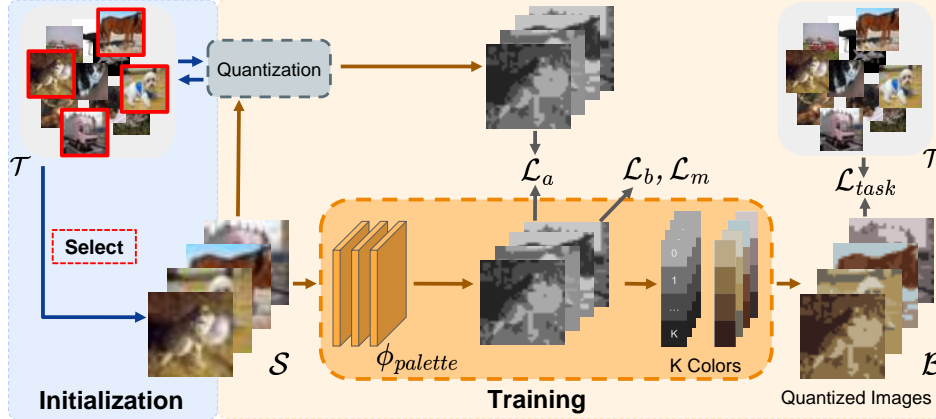 Quantization
𝒯
𝒯
ℒ_a
ℒ_b, ℒ_m
ℒ_task
Select
0
1
...
K
ϕ_palette
𝒮
K Colors
ℬ
Initialization
Training
Quantized Images